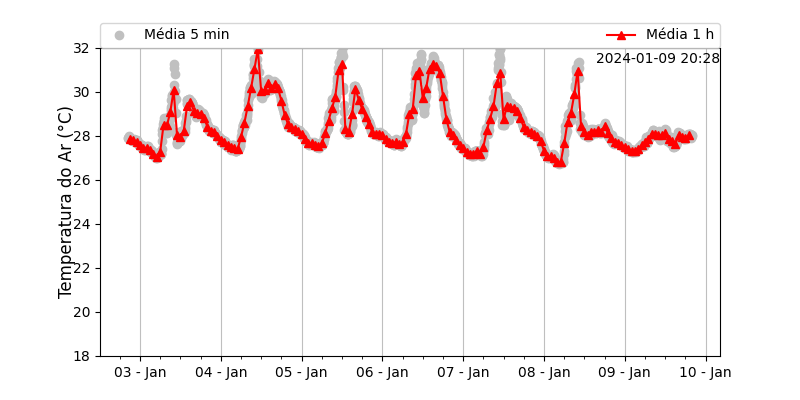 Média 5 min
Média 1 h
2024-01-09 20:28
Temperatura do Ar (°C)
32
30
28
26
24
22
20
18
03 - Jan
04 - Jan
05 - Jan
06 - Jan
07 - Jan
08 - Jan
09 - Jan
10 - Jan